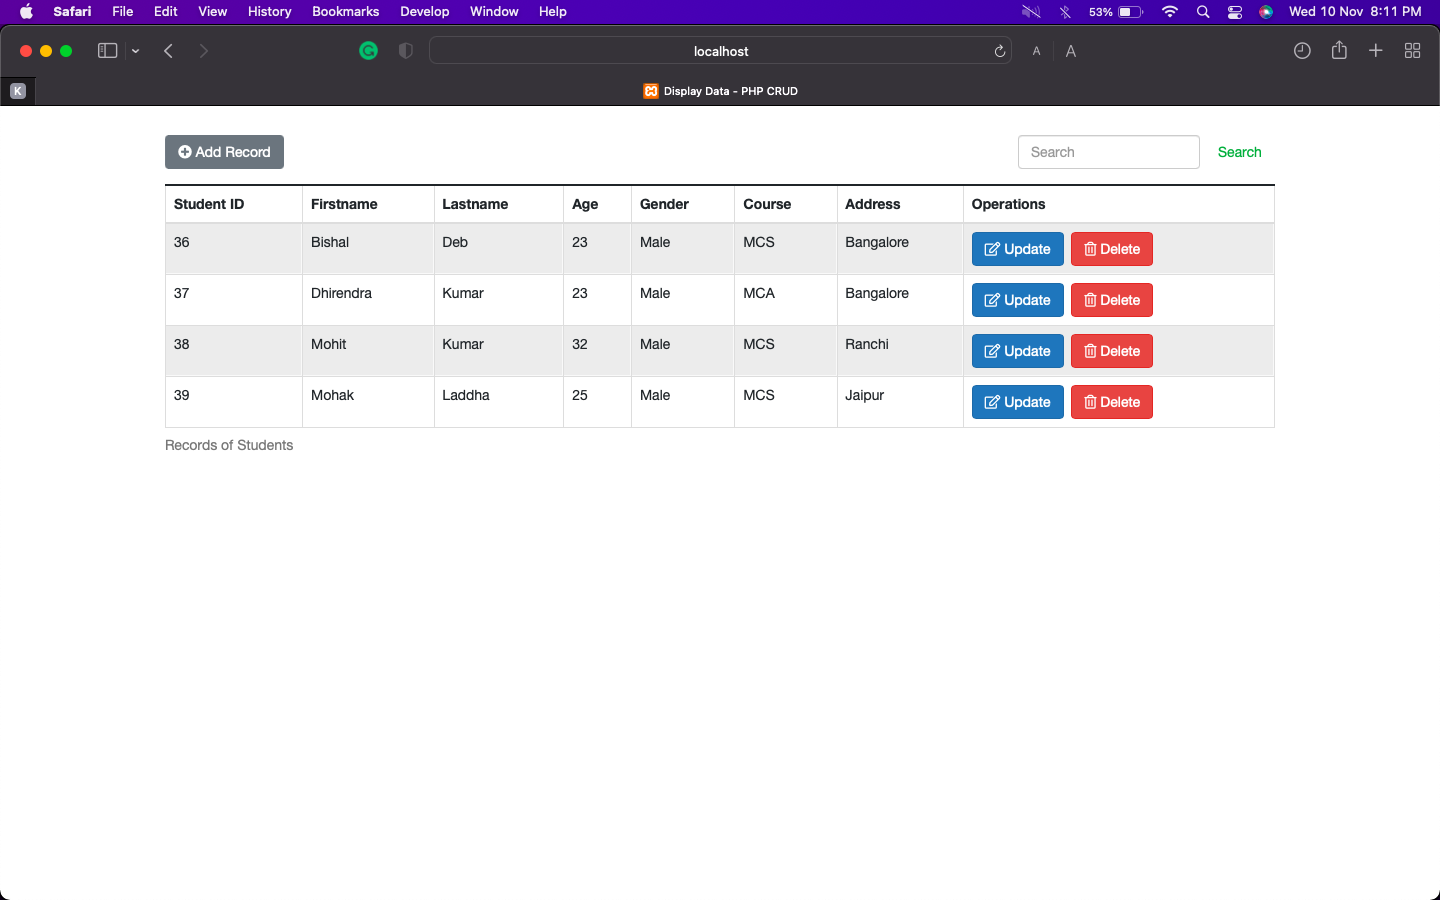 Safari File Edit View History Bookmarks Develop Window Help 53% Wed 10 Nov 8:11 PM
localhost A A
K Display Data - PHP CRUD
Add Record Search Search
Student ID Firstname Lastname Age Gender Course Address Operations
36 Bishal Deb 23 Male MCS Bangalore Update Delete
37 Dhirendra Kumar 23 Male MCA Bangalore Update Delete
38 Mohit Kumar 32 Male MCS Ranchi Update Delete
39 Mohak Laddha 25 Male MCS Jaipur Update Delete
Records of Students